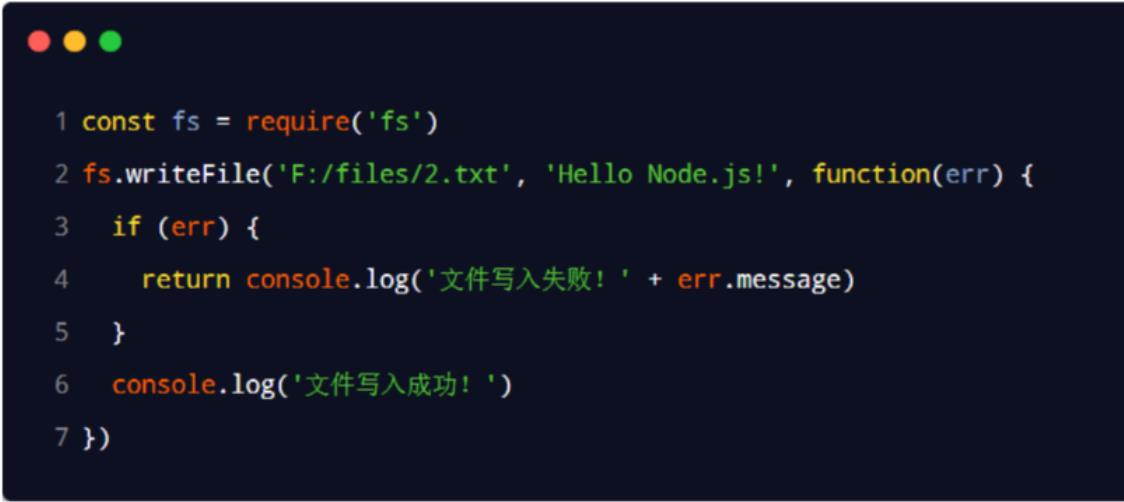 1 const fs = require('fs')
2 fs.writeFile('F:/files/2.txt', 'Hello Node.js!', function(err) {
3   if (err) {
4     return console.log('文件写入失败！' + err.message)
5   }
6   console.log('文件写入成功！')
7 })